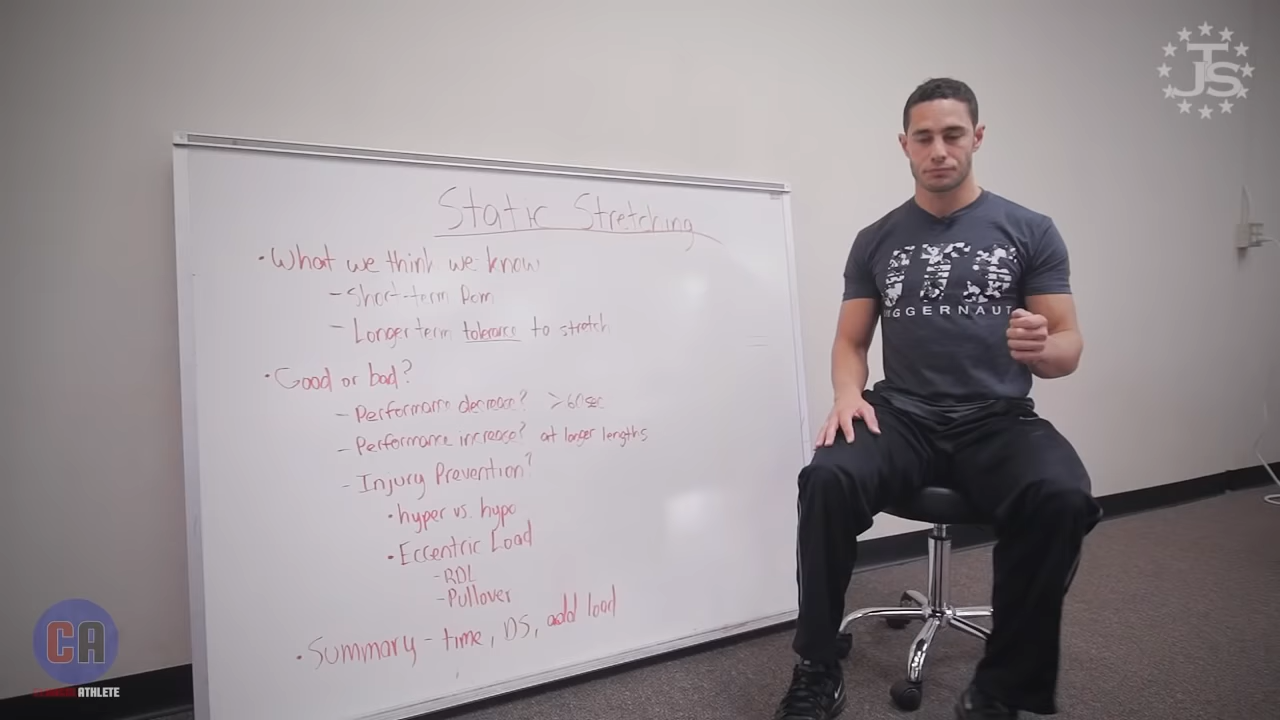 Static Stretching
• What we think we know
- Short-term Rom
- Longer term tolerance to stretch
• Good or bad?
- Performance decrease? >60sec
- Performance increase? at longer lengths
- Injury Prevention?
• hyper vs. hypo
• Eccentric Load
- RDL
- Pullover
• Summary - time, DS, add load
JTS
JTS
JUGGERNAUT
CA
ATHLETE